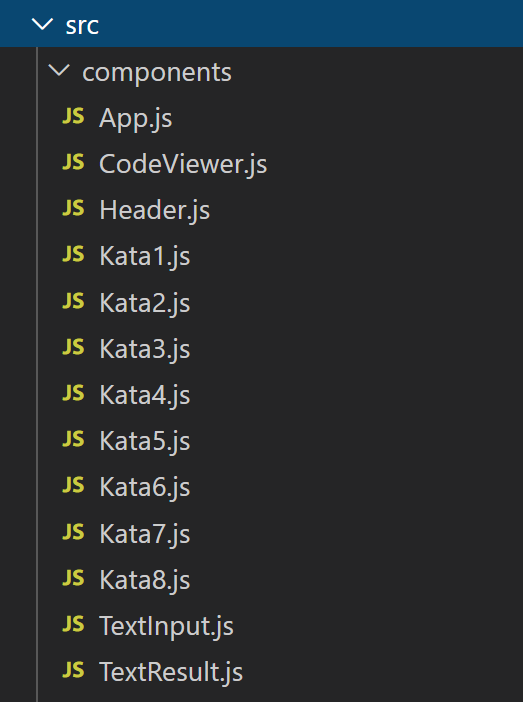 src
components
JS App.js
JS CodeViewer.js
JS Header.js
JS Kata1.js
JS Kata2.js
JS Kata3.js
JS Kata4.js
JS Kata5.js
JS Kata6.js
JS Kata7.js
JS Kata8.js
JS TextInput.js
JS TextResult.js